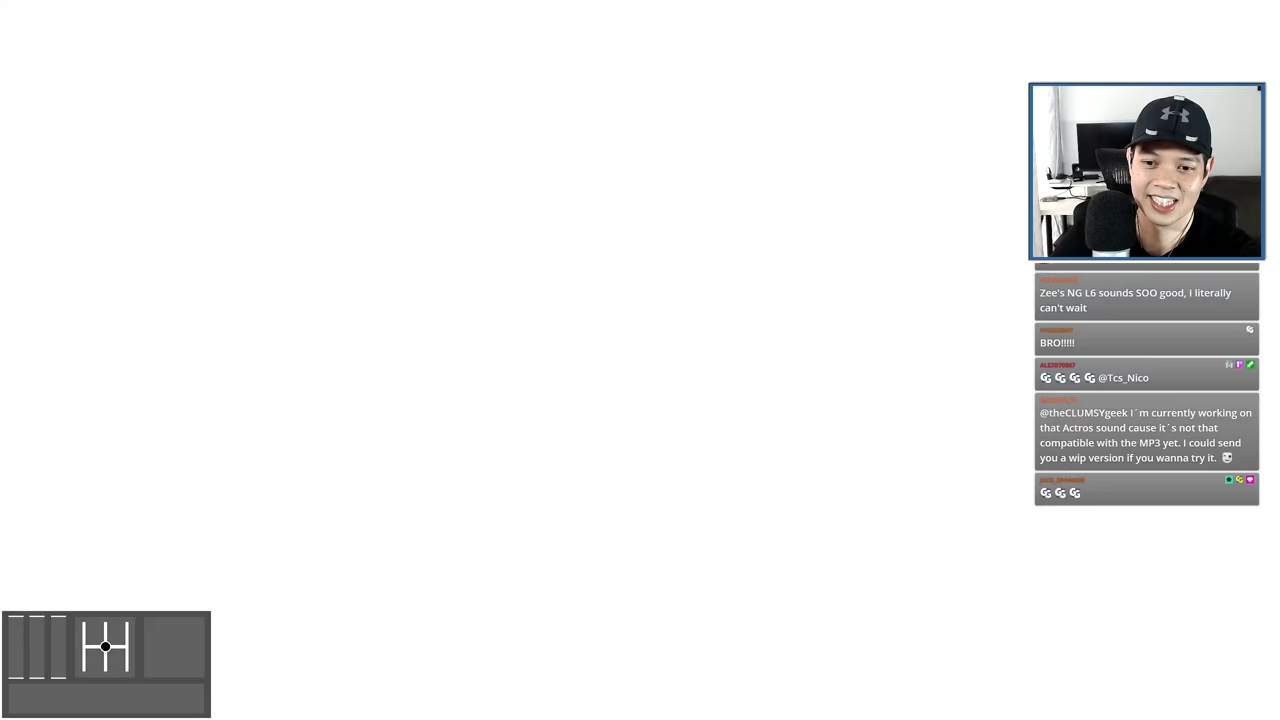 Zee's NG L6 sounds SOO good, I literally
can't wait
BRO!!!!!
@Tcs_Nico
@theCLUMSYgeek I´m currently working on
that Actros sound cause it´s not that
compatible with the MP3 yet. I could send
you a wip version if you wanna try it.